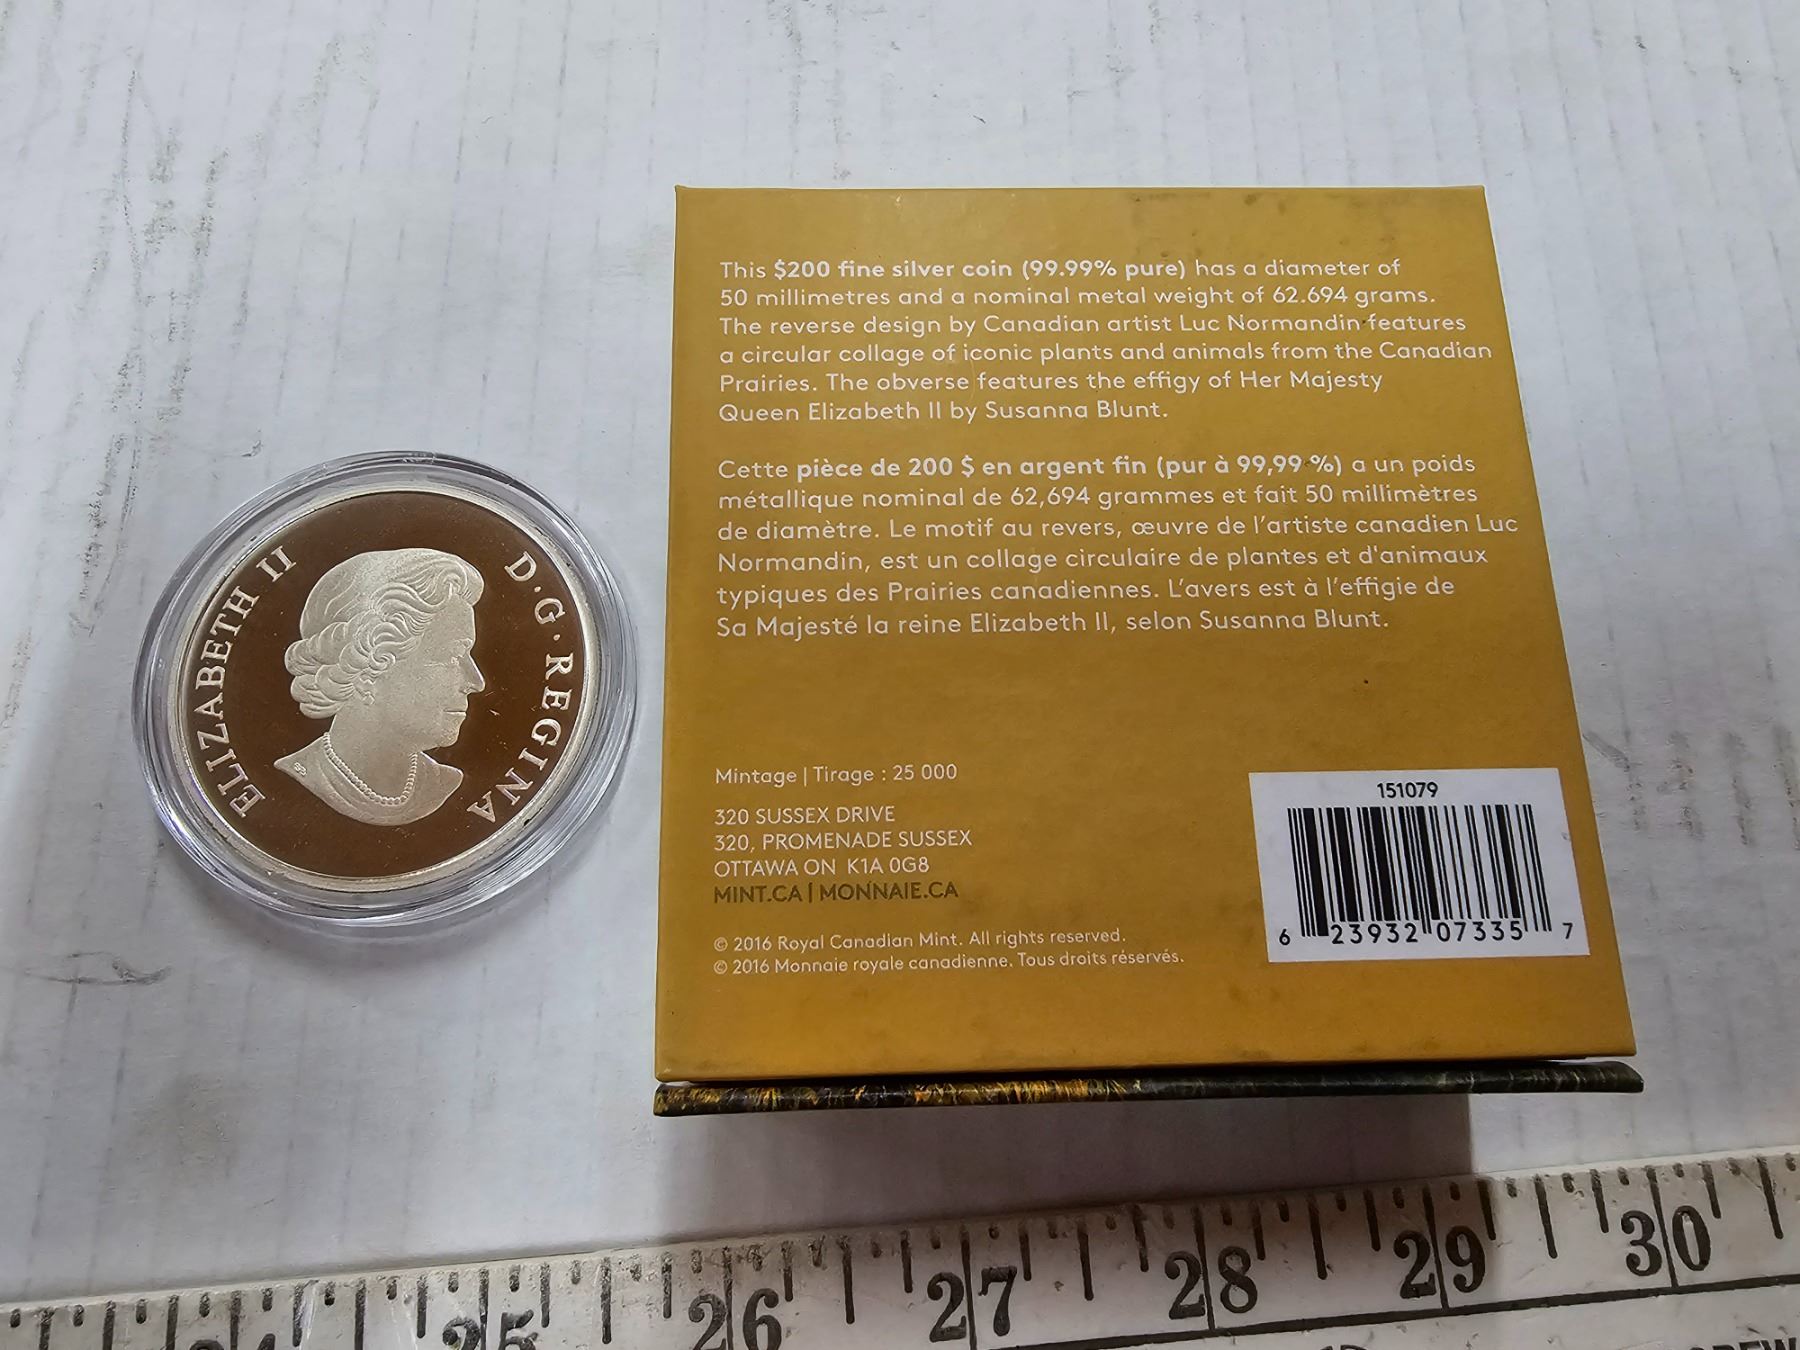 ELIZABETH II
D·G·REGINA
This $200 fine silver coin (99.99% pure) has a diameter of
50 millimetres and a nominal metal weight of 62.694 grams.
The reverse design by Canadian artist Luc Normandin features
a circular collage of iconic plants and animals from the Canadian
Prairies. The obverse features the effigy of Her Majesty
Queen Elizabeth II by Susanna Blunt.
Cette pièce de 200 $ en argent fin (pur à 99,99 %) a un poids
métallique nominal de 62,694 grammes et fait 50 millimètres
de diamètre. Le motif au revers, œuvre de l'artiste canadien Luc
Normandin, est un collage circulaire de plantes et d'animaux
typiques des Prairies canadiennes. L'avers est à l'effigie de
Sa Majesté la reine Elizabeth II, selon Susanna Blunt.
Mintage | Tirage : 25 000
320 SUSSEX DRIVE
320, PROMENADE SUSSEX
OTTAWA ON K1A 0G8
MINT.CA | MONNAIE.CA
© 2016 Royal Canadian Mint. All rights reserved.
© 2016 Monnaie royale canadienne. Tous droits réservés.
151079
6 23932 07335 7
24 25 26 27 28 29 30